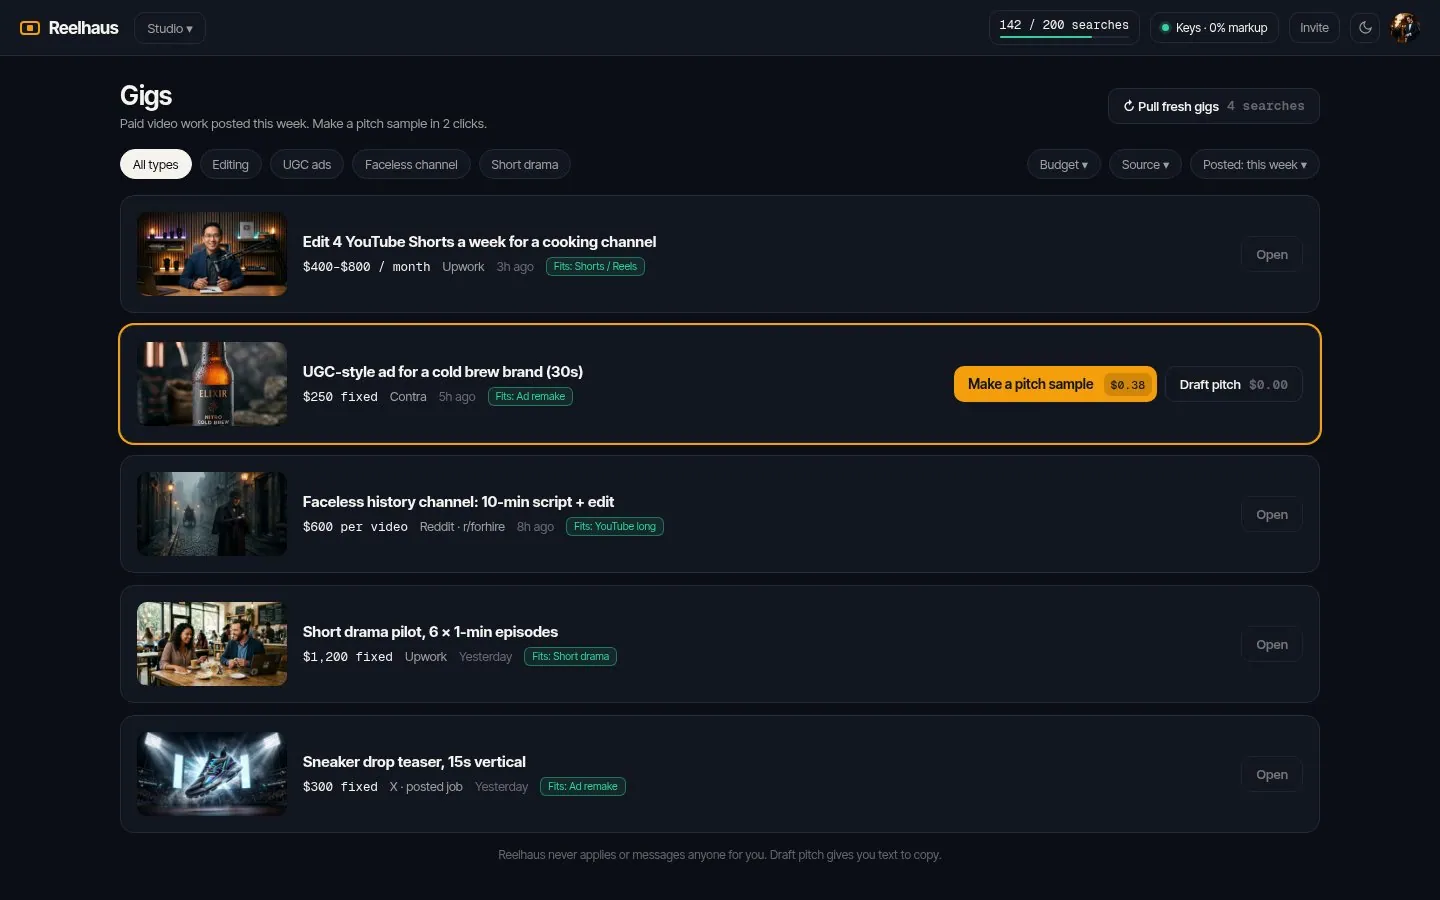 Reelhaus
Studio ▾
142 / 200 searches
Keys · 0% markup
Invite
Gigs
Paid video work posted this week. Make a pitch sample in 2 clicks.
↻ Pull fresh gigs 4 searches
All types
Editing
UGC ads
Faceless channel
Short drama
Budget ▾
Source ▾
Posted: this week ▾
Edit 4 YouTube Shorts a week for a cooking channel
$400–$800 / month Upwork 3h ago Fits: Shorts / Reels
Open
ELIXIR
NITRO
COLD BREW
UGC-style ad for a cold brew brand (30s)
$250 fixed Contra 5h ago Fits: Ad remake
Make a pitch sample $0.38
Draft pitch $0.00
Faceless history channel: 10-min script + edit
$600 per video Reddit · r/forhire 8h ago Fits: YouTube long
Open
Short drama pilot, 6 × 1-min episodes
$1,200 fixed Upwork Yesterday Fits: Short drama
Open
Sneaker drop teaser, 15s vertical
$300 fixed X · posted job Yesterday Fits: Ad remake
Open
Reelhaus never applies or messages anyone for you. Draft pitch gives you text to copy.